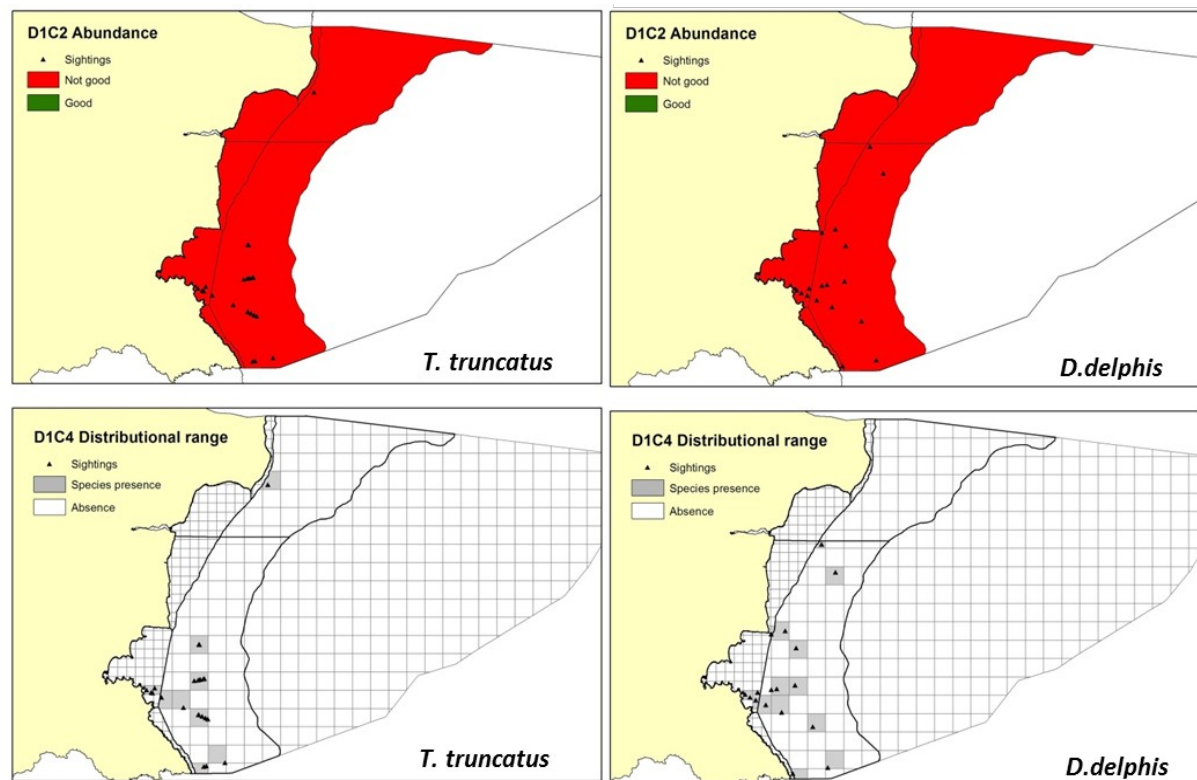 D1C2 Abundance
Sightings
Not good
Good
T. truncatus
D1C2 Abundance
Sightings
Not good
Good
D.delphis
D1C4 Distributional range
Sightings
Species presence
Absence
T. truncatus
D1C4 Distributional range
Sightings
Species presence
Absence
D.delphis